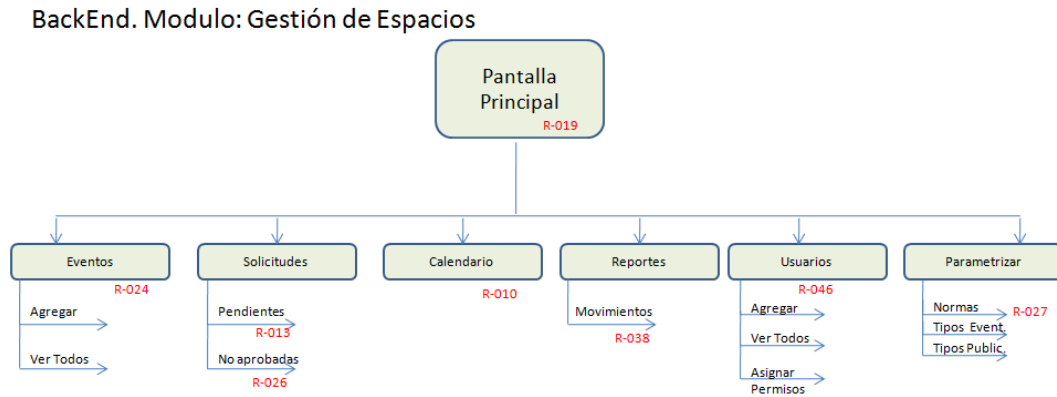 BackEnd. Modulo: Gestión de Espacios
Pantalla
Principal
R-019
Eventos
R-024
Agregar
Ver Todos
Solicitudes
Pendientes
R-013
No aprobadas
R-026
Calendario
R-010
Reportes
Movimientos
R-038
Usuarios
R-046
Agregar
Ver Todos
Asignar
Permisos
Parametrizar
Normas
R-027
Tipos Event.
Tipos Public.